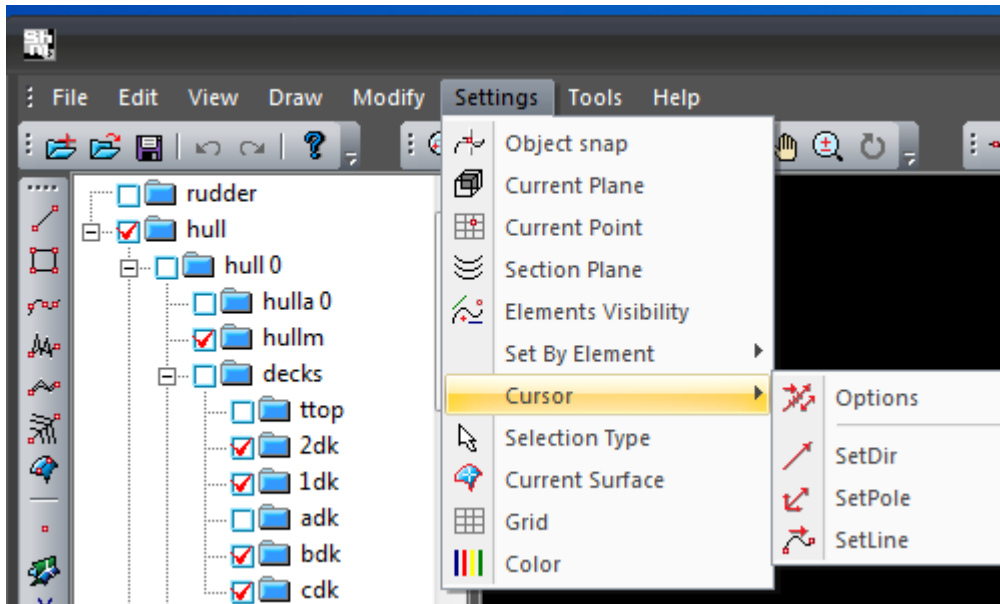 File Edit View Draw Modify Settings Tools Help
rudder
hull
hull 0
hulla 0
hullm
decks
ttop
2dk
1dk
adk
bdk
cdk
Object snap
Current Plane
Current Point
Section Plane
Elements Visibility
Set By Element
Cursor
Selection Type
Current Surface
Grid
Color
Options
SetDir
SetPole
SetLine